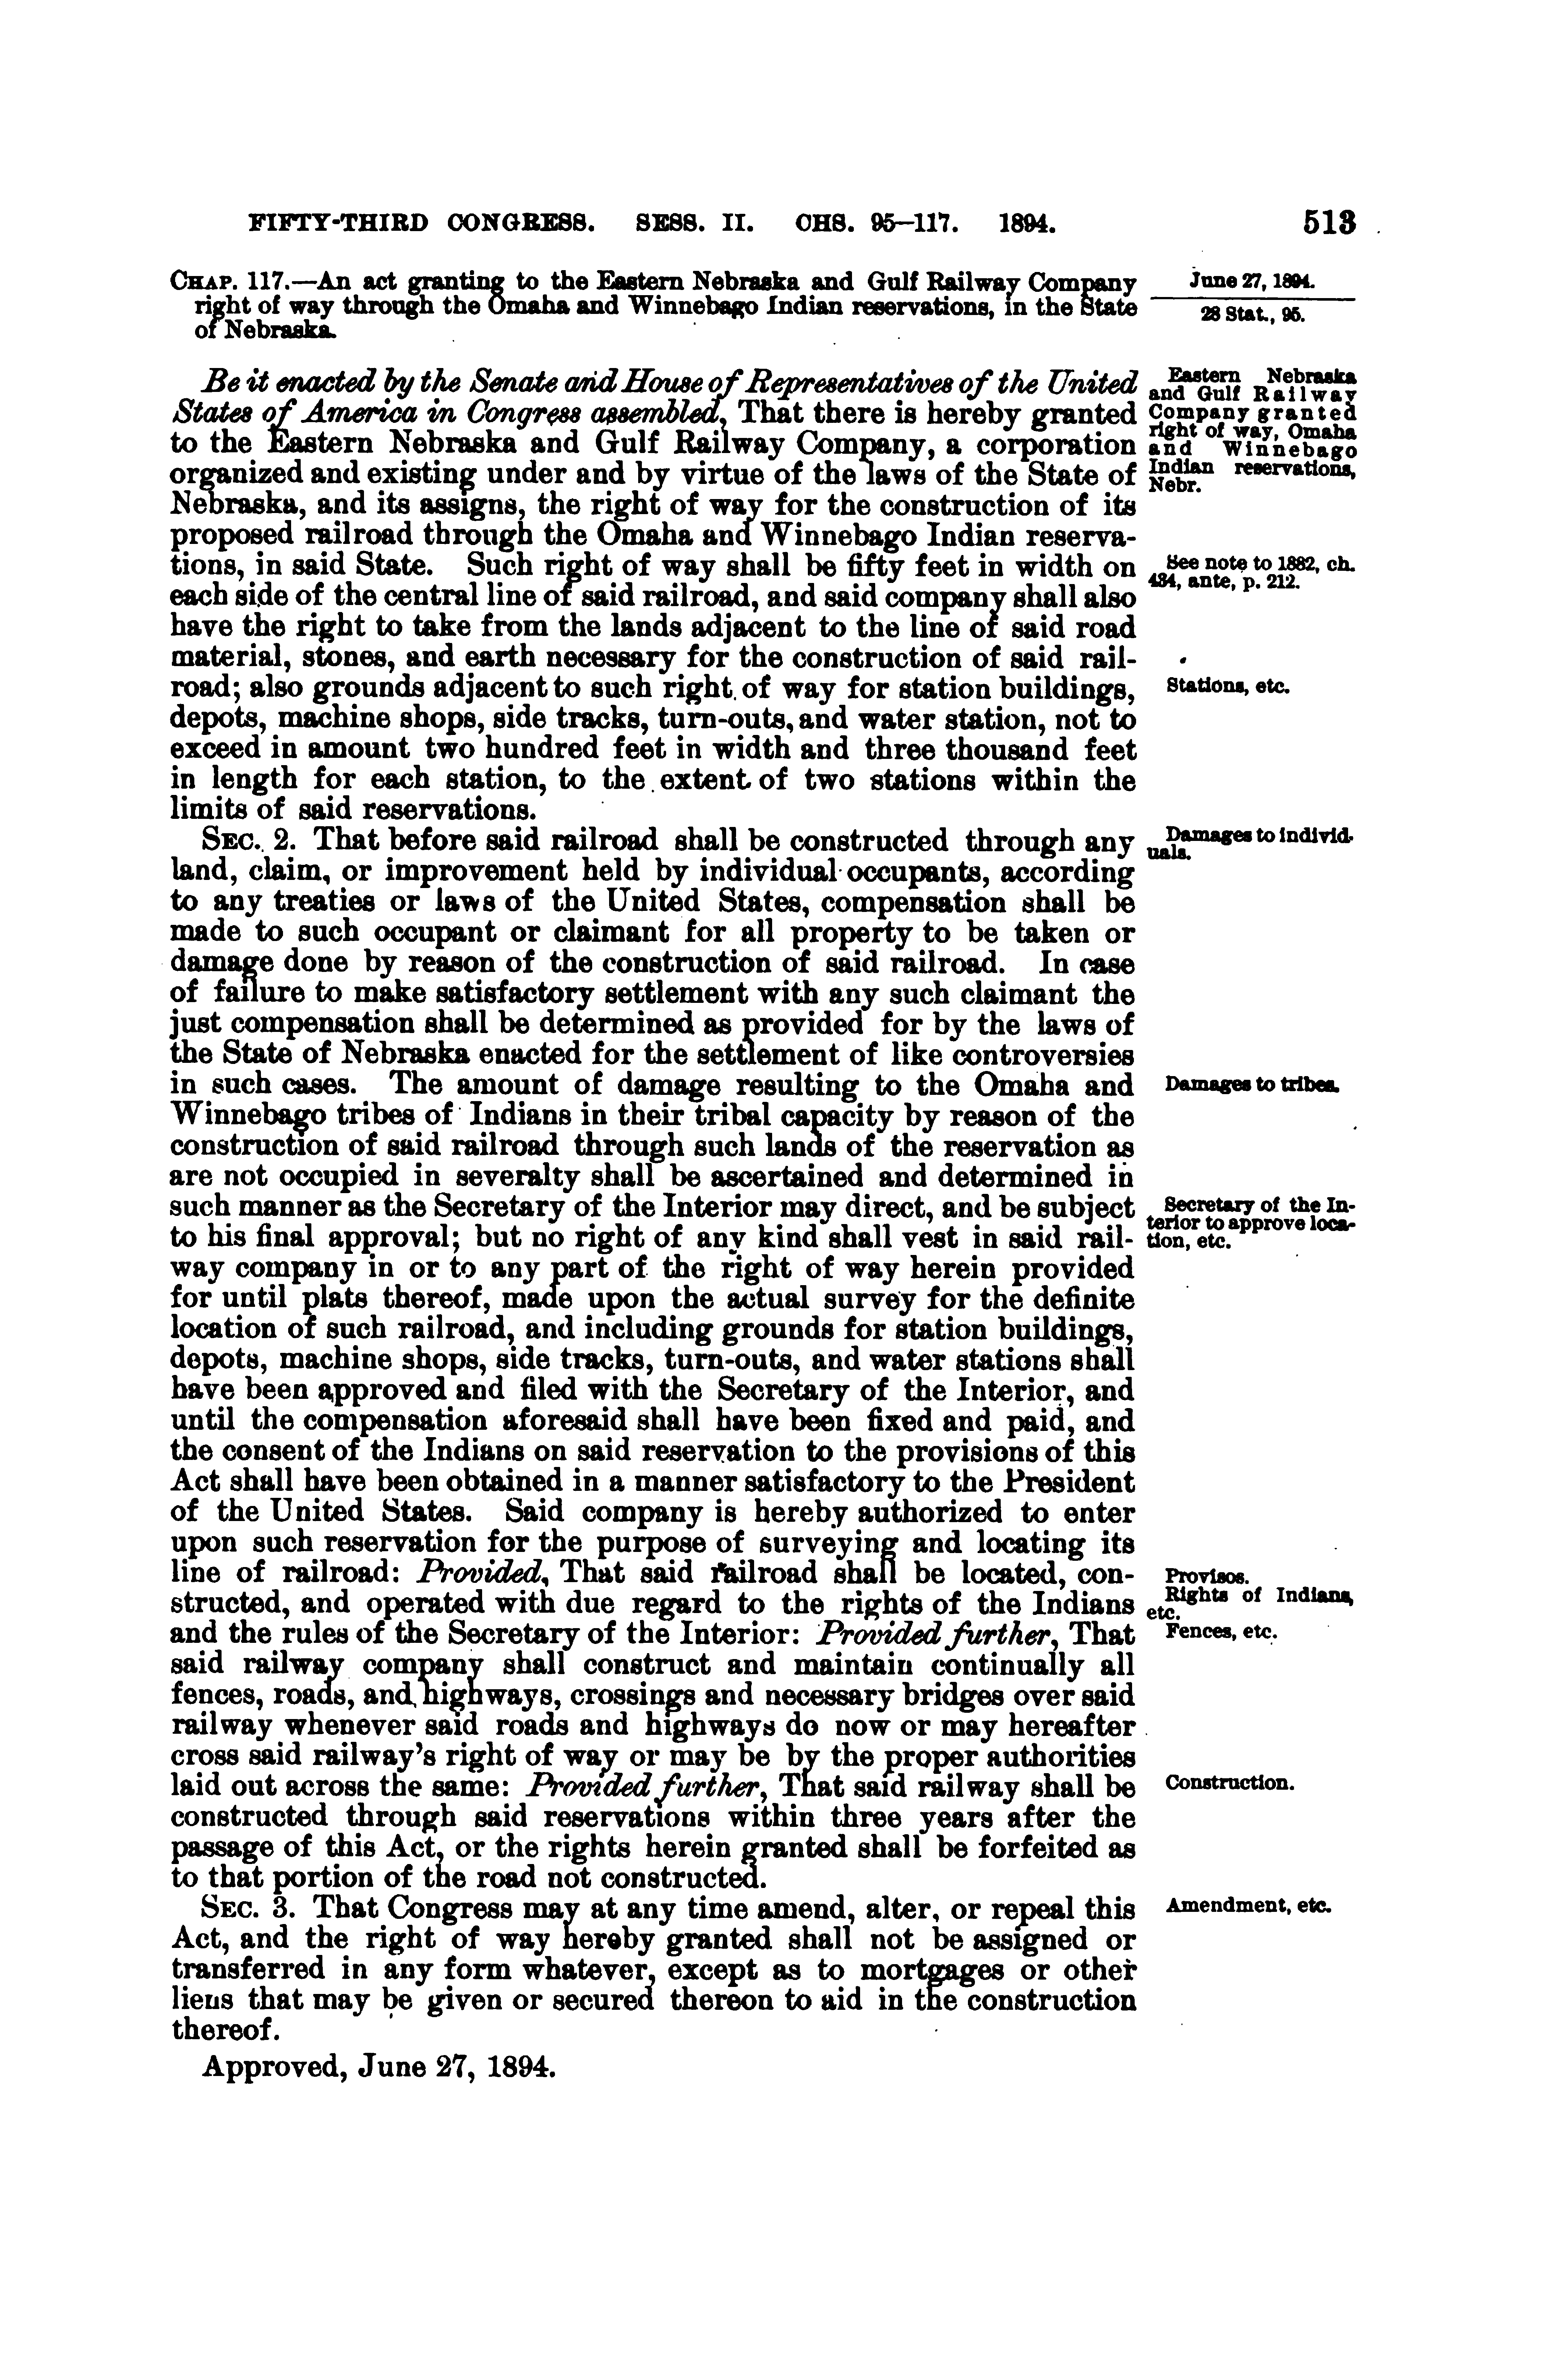 FIFTY-THIRD CONGRESS. SESS. II. CHS. 95–117. 1894. 513
CHAP. 117.—An act granting to the Eastern Nebraska and Gulf Railway Company
right of way through the Omaha and Winnebago Indian reservations, in the State
of Nebraska.
June 27, 1894.
28 Stat., 95.
Be it enacted by the Senate and House of Representatives of the United
States of America in Congress assembled, That there is hereby granted
to the Eastern Nebraska and Gulf Railway Company, a corporation
organized and existing under and by virtue of the laws of the State of
Nebraska, and its assigns, the right of way for the construction of its
proposed railroad through the Omaha and Winnebago Indian reserva-
tions, in said State. Such right of way shall be fifty feet in width on
each side of the central line of said railroad, and said company shall also
have the right to take from the lands adjacent to the line of said road
material, stones, and earth necessary for the construction of said rail-
road; also grounds adjacent to such right of way for station buildings,
depots, machine shops, side tracks, turn-outs, and water station, not to
exceed in amount two hundred feet in width and three thousand feet
in length for each station, to the extent of two stations within the
limits of said reservations.
Eastern Nebraska
and Gulf Railway
Company granted
right of way, Omaha
and Winnebago
Indian reservations,
Nebr.
See note to 1882, ch.
434, ante, p. 212.
Stations, etc.
SEC. 2. That before said railroad shall be constructed through any
land, claim, or improvement held by individual occupants, according
to any treaties or laws of the United States, compensation shall be
made to such occupant or claimant for all property to be taken or
damage done by reason of the construction of said railroad. In case
of failure to make satisfactory settlement with any such claimant the
just compensation shall be determined as provided for by the laws of
the State of Nebraska enacted for the settlement of like controversies
in such cases. The amount of damage resulting to the Omaha and
Winnebago tribes of Indians in their tribal capacity by reason of the
construction of said railroad through such lands of the reservation as
are not occupied in severalty shall be ascertained and determined in
such manner as the Secretary of the Interior may direct, and be subject
to his final approval; but no right of any kind shall vest in said rail-
way company in or to any part of the right of way herein provided
for until plats thereof, made upon the actual survey for the definite
location of such railroad, and including grounds for station buildings,
depots, machine shops, side tracks, turn-outs, and water stations shall
have been approved and filed with the Secretary of the Interior, and
until the compensation aforesaid shall have been fixed and paid, and
the consent of the Indians on said reservation to the provisions of this
Act shall have been obtained in a manner satisfactory to the President
of the United States. Said company is hereby authorized to enter
upon such reservation for the purpose of surveying and locating its
line of railroad: Provided, That said railroad shall be located, con-
structed, and operated with due regard to the rights of the Indians
and the rules of the Secretary of the Interior: Provided further, That
said railway company shall construct and maintain continually all
fences, roads, and highways, crossings and necessary bridges over said
railway whenever said roads and highways do now or may hereafter
cross said railway's right of way or may be by the proper authorities
laid out across the same: Provided further, That said railway shall be
constructed through said reservations within three years after the
passage of this Act, or the rights herein granted shall be forfeited as
to that portion of the road not constructed.
Damages to individ-
uals.
Damages to tribes.
Secretary of the In-
terior to approve loca-
tion, etc.
Provisos.
Rights of Indians,
etc.
Fences, etc.
Construction.
SEC. 3. That Congress may at any time amend, alter, or repeal this
Act, and the right of way hereby granted shall not be assigned or
transferred in any form whatever, except as to mortgages or other
liens that may be given or secured thereon to aid in the construction
thereof.
Amendment, etc.
Approved, June 27, 1894.